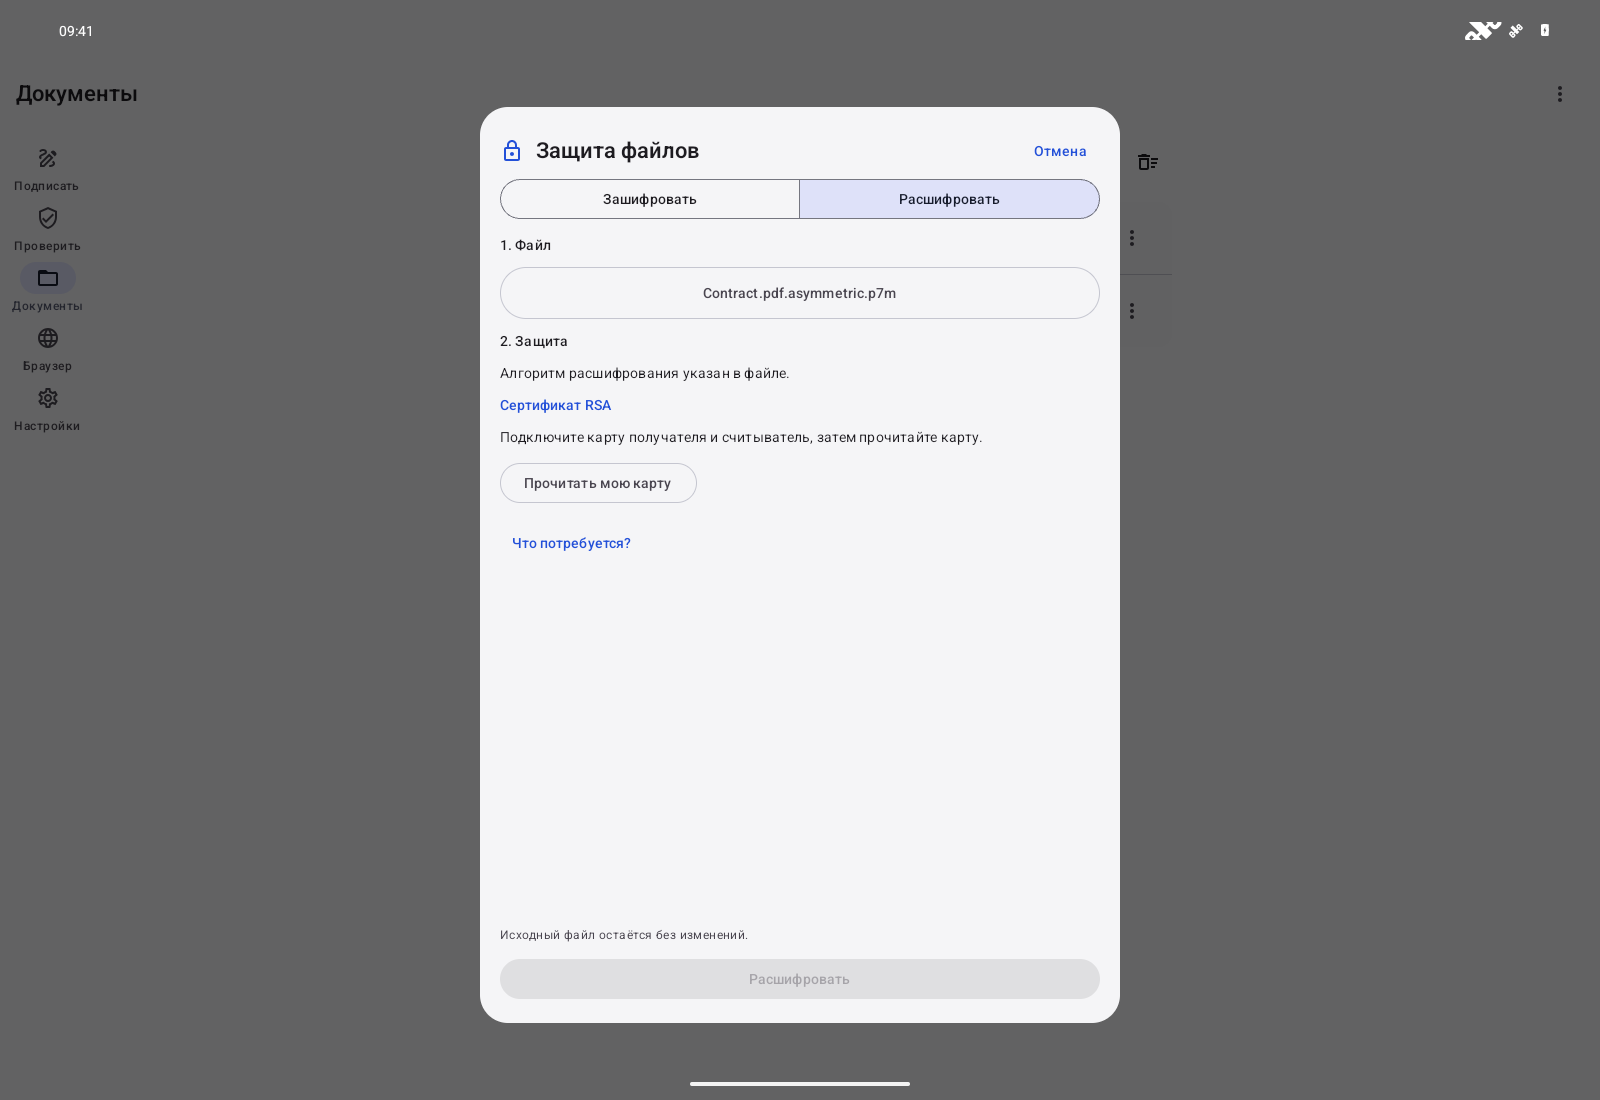 09:41
Документы
Подписать
Проверить
Документы
Браузер
Настройки
Защита файлов
Отмена
Зашифровать
Расшифровать
1. Файл
Contract.pdf.asymmetric.p7m
2. Защита
Алгоритм расшифрования указан в файле.
Сертификат RSA
Подключите карту получателя и считыватель, затем прочитайте карту.
Прочитать мою карту
Что потребуется?
Исходный файл остаётся без изменений.
Расшифровать